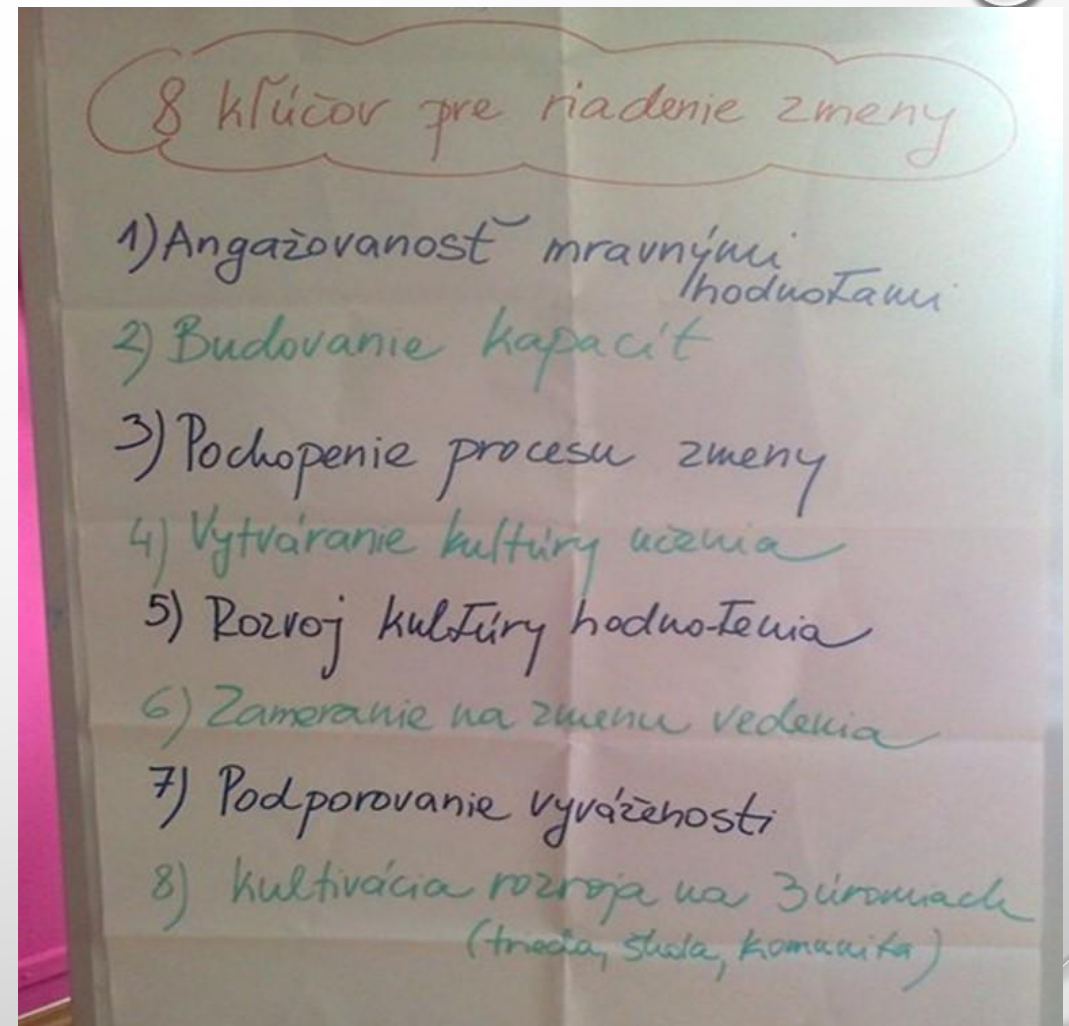 8 kľúčov pre riadenie zmeny
1) Angažovanosť mravnými
hodnotami
2) Budovanie kapacít
3) Pochopenie procesu zmeny
4) Vytváranie kultúry učenia
5) Rozvoj kultúry hodnotenia
6) Zameranie na zmenu vedenia
7) Podporovanie vyváženosti
8) kultivácia rozvoja na 3 úrovniach
(trieda, škola, komunita)